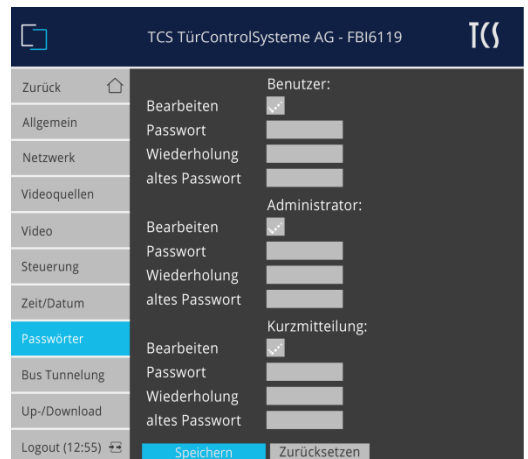 TCS TürControlSysteme AG - FBI6119
TCS
Zurück
Allgemein
Netzwerk
Videoquellen
Video
Steuerung
Zeit/Datum
Passwörter
Bus Tunnelung
Up-/Download
Logout (12:55)
Benutzer:
Bearbeiten
Passwort
Wiederholung
altes Passwort
Administrator:
Bearbeiten
Passwort
Wiederholung
altes Passwort
Kurzmitteilung:
Bearbeiten
Passwort
Wiederholung
altes Passwort
Speichern
Zurücksetzen